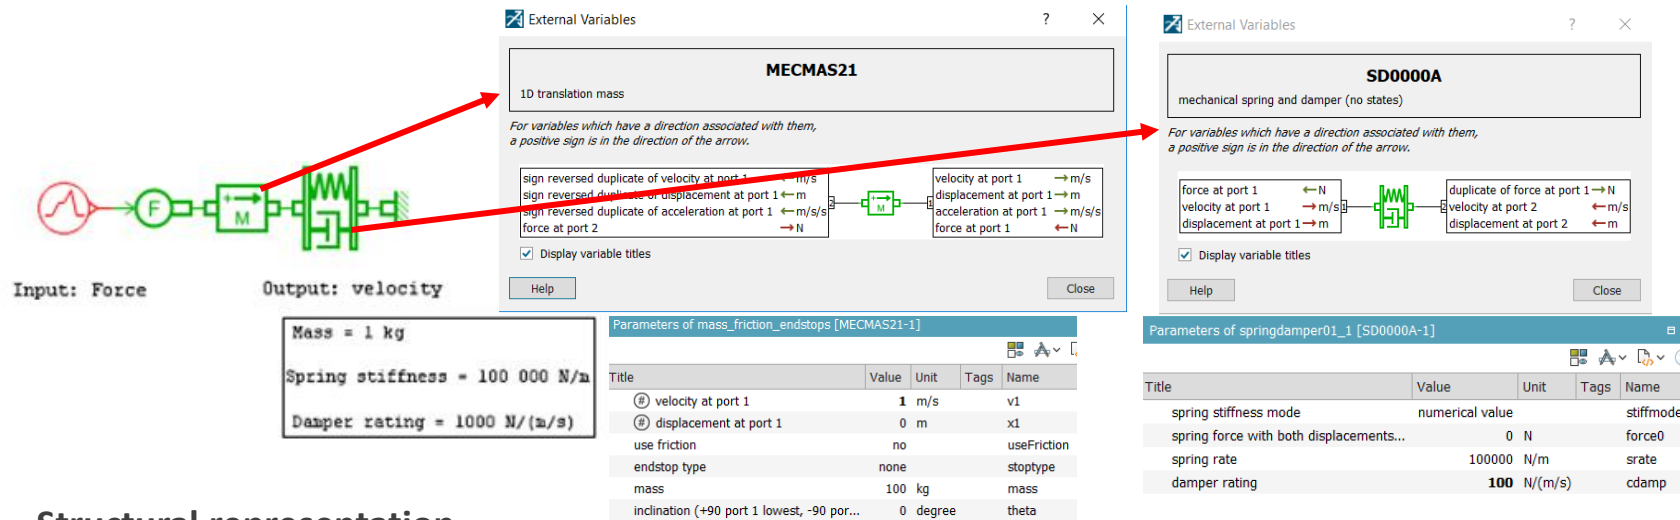 External Variables
?
MECMAS21
1D translation mass
For variables which have a direction associated with them,
a positive sign is in the direction of the arrow.
sign reversed duplicate of velocity at port 1 ←m/s
sign reversed duplicate of displacement at port 1←m
sign reversed duplicate of acceleration at port 1 ←m/s/s
force at port 2 →N
2
M
1
velocity at port 1 →m/s
displacement at port 1→m
acceleration at port 1 →m/s/s
force at port 1 ←N
Display variable titles
Help
Close
External Variables
?
SD0000A
mechanical spring and damper (no states)
For variables which have a direction associated with them,
a positive sign is in the direction of the arrow.
force at port 1 ←N
velocity at port 1 →m/s
displacement at port 1→m
1
2
duplicate of force at port 1→N
velocity at port 2 ←m/s
displacement at port 2 ←m
Display variable titles
Help
Close
F
M
Input: Force
Output: velocity
Mass = 1 kg
Spring stiffness = 100 000 N/m
Damper rating = 1000 N/(m/s)
Parameters of mass_friction_endstops [MECMAS21-1]
Title Value Unit Tags Name
# velocity at port 1 1 m/s v1
# displacement at port 1 0 m x1
use friction no useFriction
endstop type none stoptype
mass 100 kg mass
inclination (+90 port 1 lowest, -90 por... 0 degree theta
Parameters of springdamper01_1 [SD0000A-1]
Title Value Unit Tags Name
spring stiffness mode numerical value stiffmode
spring force with both displacements... 0 N force0
spring rate 100000 N/m srate
damper rating 100 N/(m/s) cdamp
Structural representation